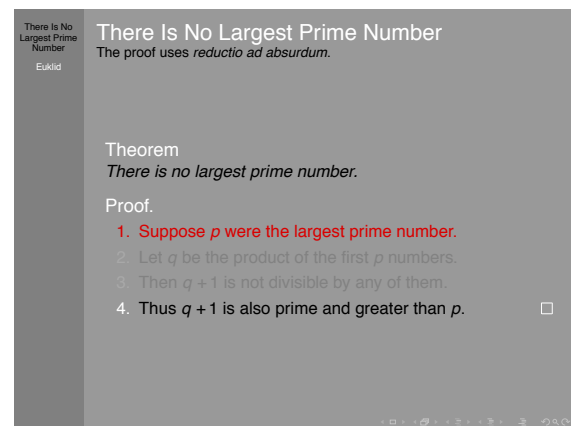 There Is No
Largest Prime
Number
Euklid
There Is No Largest Prime Number
The proof uses reductio ad absurdum.
Theorem
There is no largest prime number.
Proof.
1. Suppose p were the largest prime number.
2. Let q be the product of the first p numbers.
3. Then q + 1 is not divisible by any of them.
4. Thus q + 1 is also prime and greater than p. □